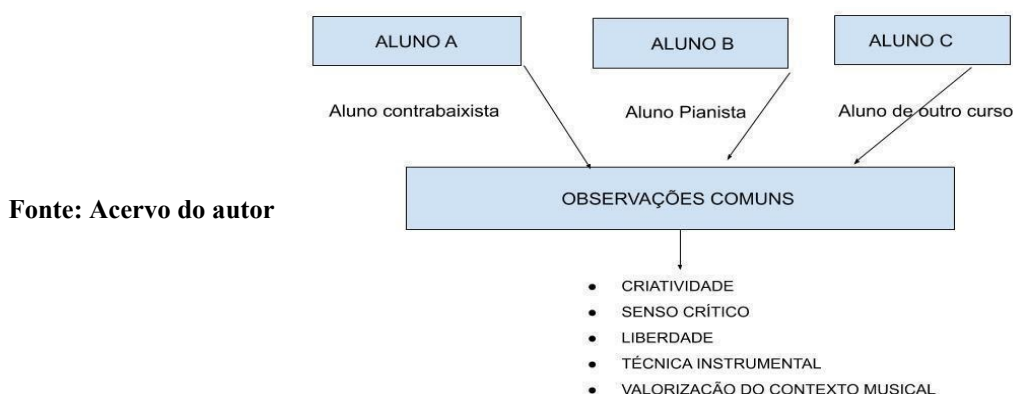 ALUNO A
ALUNO B
ALUNO C
Aluno contrabaixista
Aluno Pianista
Aluno de outro curso
OBSERVAÇÕES COMUNS
Fonte: Acervo do autor
● CRIATIVIDADE
● SENSO CRÍTICO
● LIBERDADE
● TÉCNICA INSTRUMENTAL
● VALORIZAÇÃO DO CONTEXTO MUSICAL